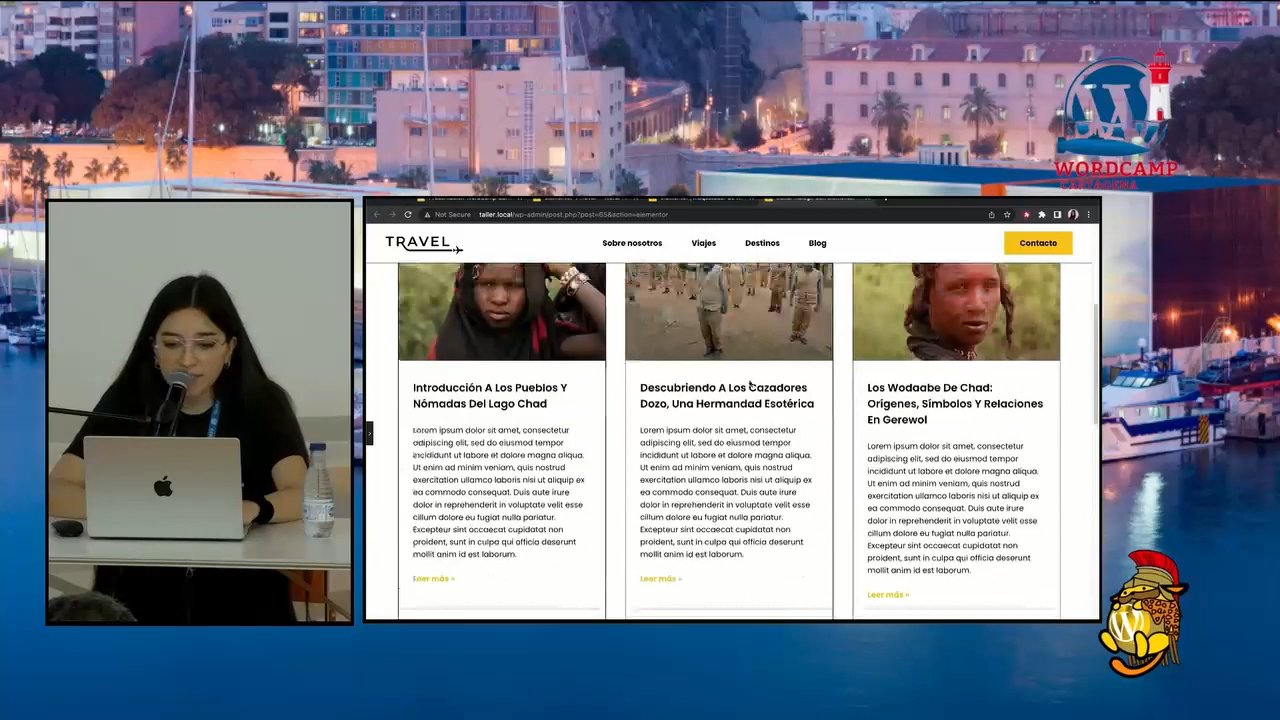 WORDCAMP
CARTAGENA
Not Secure
taller.local/wp-admin/post.php?post=65&action=elementor
TRAVEL
Sobre nosotros
Viajes
Destinos
Blog
Contacto
Introducción A Los Pueblos Y
Nómadas Del Lago Chad
Lorem ipsum dolor sit amet, consectetur
adipiscing elit, sed do eiusmod tempor
incididunt ut labore et dolore magna aliqua.
Ut enim ad minim veniam, quis nostrud
exercitation ullamco laboris nisi ut aliquip ex
ea commodo consequat. Duis aute irure
dolor in reprehenderit in voluptate velit esse
cillum dolore eu fugiat nulla pariatur.
Excepteur sint occaecat cupidatat non
proident, sunt in culpa qui officia deserunt
mollit anim id est laborum.
Leer más »
Descubriendo A Los Cazadores
Dozo, Una Hermandad Esotérica
Lorem ipsum dolor sit amet, consectetur
adipiscing elit, sed do eiusmod tempor
incididunt ut labore et dolore magna aliqua.
Ut enim ad minim veniam, quis nostrud
exercitation ullamco laboris nisi ut aliquip ex
ea commodo consequat. Duis aute irure
dolor in reprehenderit in voluptate velit esse
cillum dolore eu fugiat nulla pariatur.
Excepteur sint occaecat cupidatat non
proident, sunt in culpa qui officia deserunt
mollit anim id est laborum.
Leer más »
Los Wodaabe De Chad:
Orígenes, Símbolos Y Relaciones
En Gerewol
Lorem ipsum dolor sit amet, consectetur
adipiscing elit, sed do eiusmod tempor
incididunt ut labore et dolore magna aliqua.
Ut enim ad minim veniam, quis nostrud
exercitation ullamco laboris nisi ut aliquip ex
ea commodo consequat. Duis aute irure
dolor in reprehenderit in voluptate velit esse
cillum dolore eu fugiat nulla pariatur.
Excepteur sint occaecat cupidatat non
proident, sunt in culpa qui officia deserunt
mollit anim id est laborum.
Leer más »